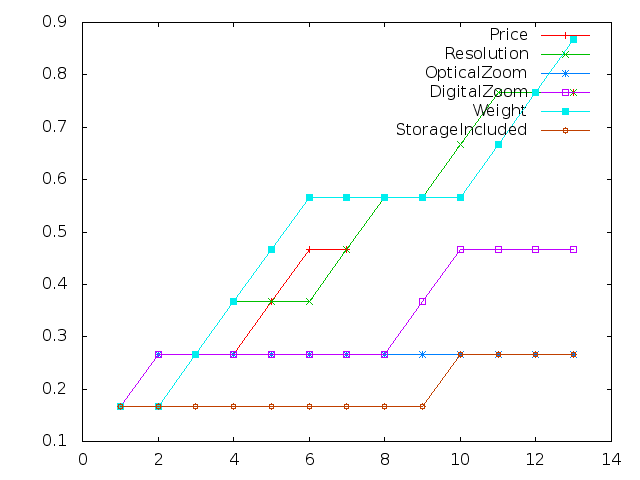 0.9
0.8
0.7
0.6
0.5
0.4
0.3
0.2
0.1
0 2 4 6 8 10 12 14
Price
Resolution
OpticalZoom
DigitalZoom
Weight
StorageIncluded